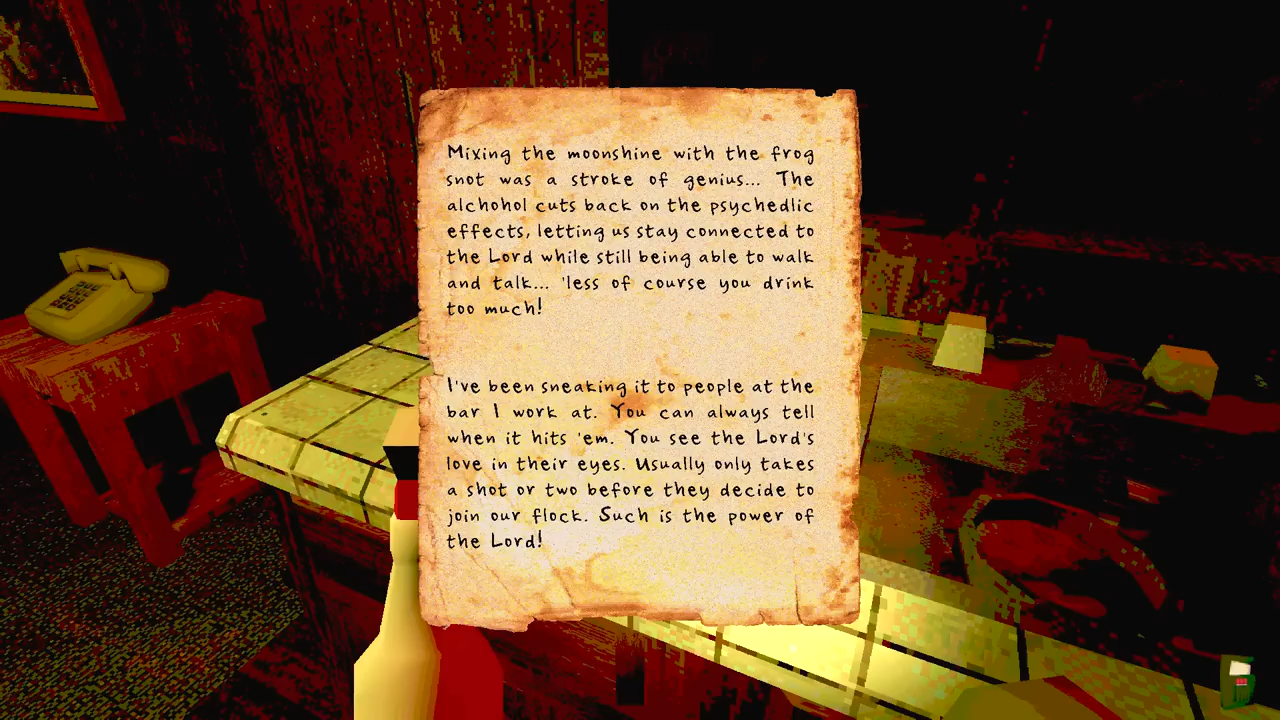 Mixing the moonshine with the frog
snot was a stroke of genius... The
alchohol cuts back on the psychedlic
effects, letting us stay connected to
the Lord while still being able to walk
and talk... 'less of course you drink
too much!
I've been sneaking it to people at the
bar I work at. You can always tell
when it hits 'em. You see the Lord's
love in their eyes. Usually only takes
a shot or two before they decide to
join our flock. Such is the power of
the Lord!